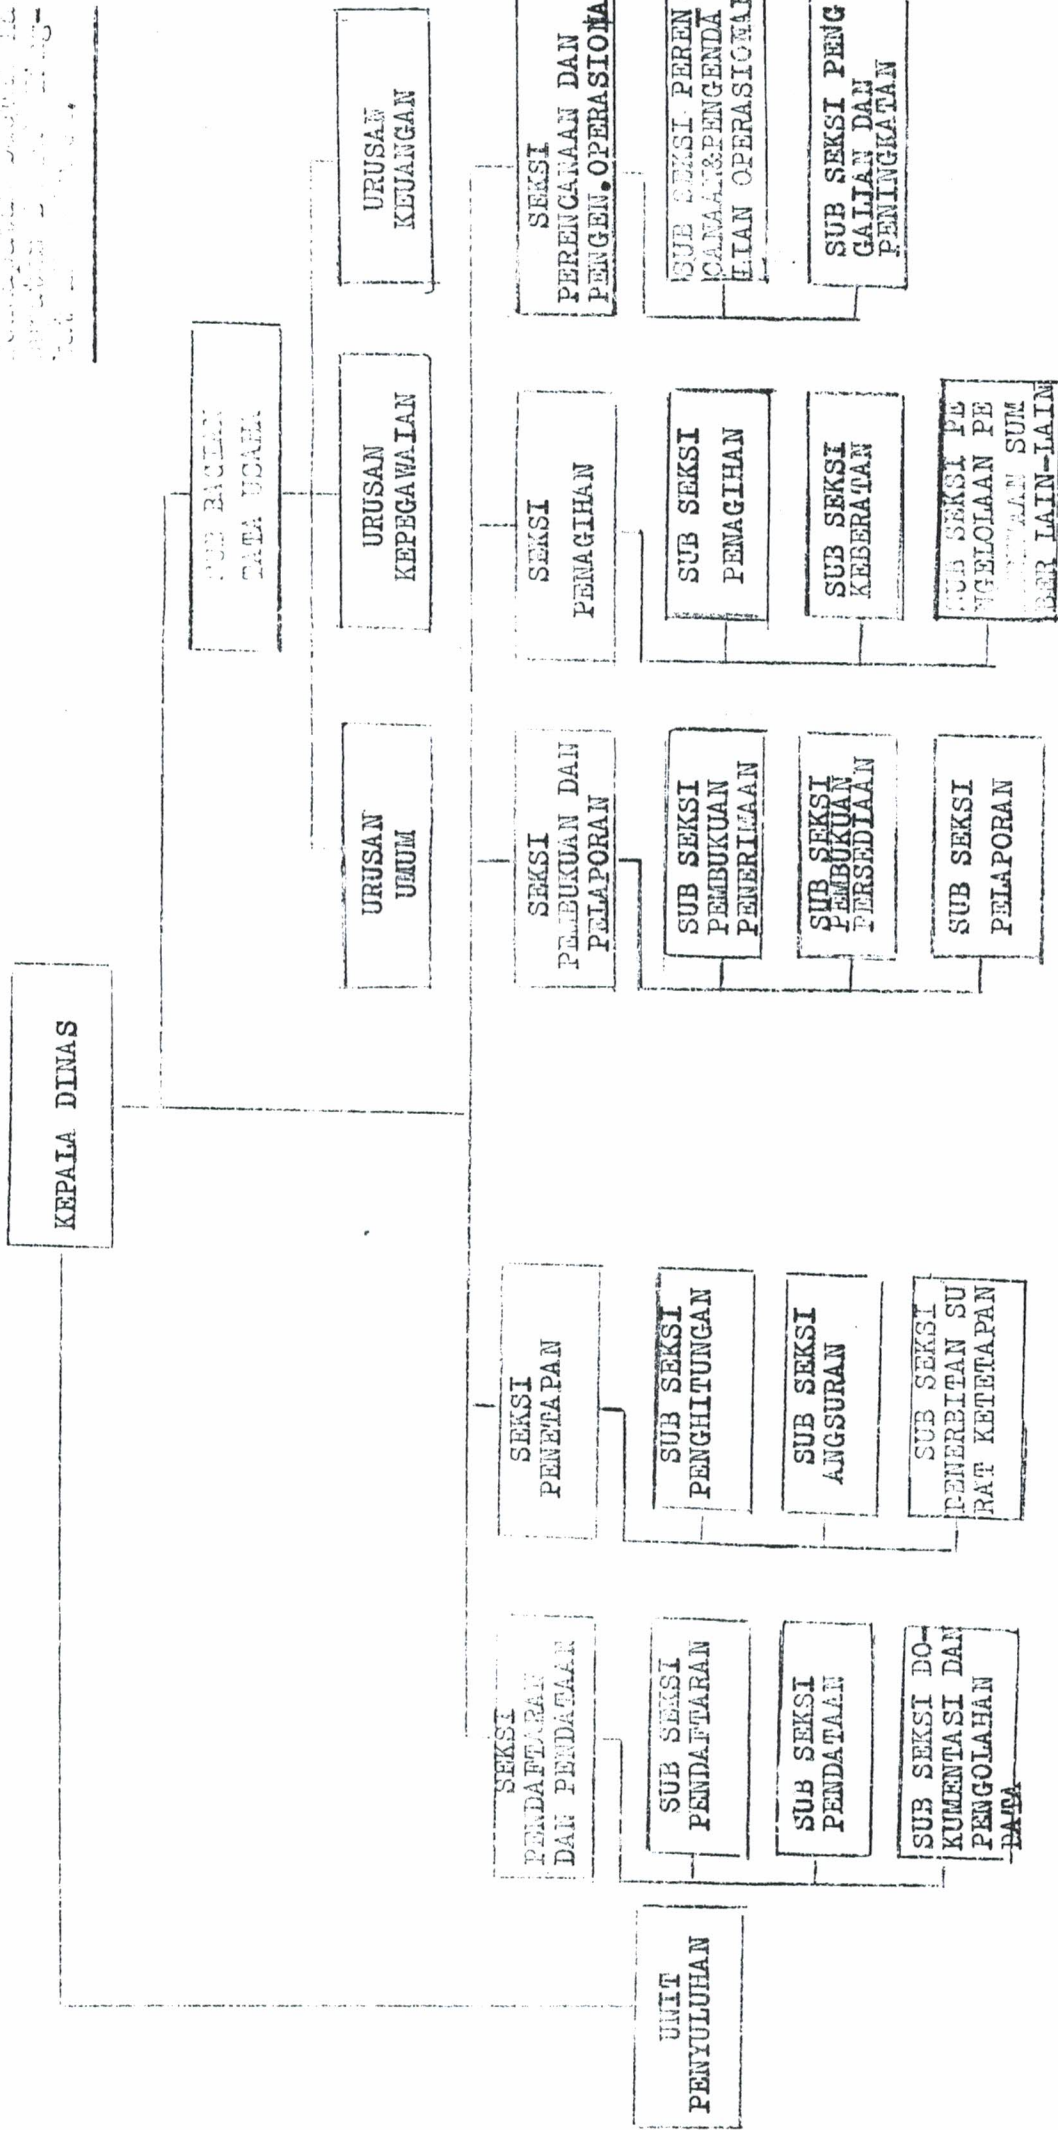 KEPALA DINAS
TATA USAHA
URUSAN
UMUM
URUSAN
KEPEGAWAIAN
URUSAN
KEUANGAN
SEKSI
PENDAFTARAN
DAN PENDATAAN
SEKSI
PENETAPAN
SEKSI
PEMBUKUAN DAN
PELAPORAN
SEKSI
PENAGIHAN
SEKSI
PERENCANAAN DAN
PENGEN.OPERASIONA
UNIT
PENYULUHAN
SUB SEKSI
PENDAFTARAN
SUB SEKSI
PENDATAAN
SUB SEKSI DO-
KUMENTASI DAN
PENGOLAHAN
DATA
SUB SEKSI
PENGHITUNGAN
SUB SEKSI
ANGSURAN
SUB SEKSI
PENERBITAN SU
RAT KETETAPAN
SUB SEKSI
PEMBUKUAN
PENERIMAAN
SUB SEKSI
PEMBUKUAN
PERSEDIAAN
SUB SEKSI
PELAPORAN
SUB SEKSI
PENAGIHAN
SUB SEKSI
KEBERATAN
SUB SEKSI PE
NGELOLAAN PE
SUM
BER LAIN-LAIN
SUB SEKSI PEREN
CANAAN&PENGENDA
LIAN OPERASIONAL
SUB SEKSI PENG
GALIAN DAN
PENINGKATAN